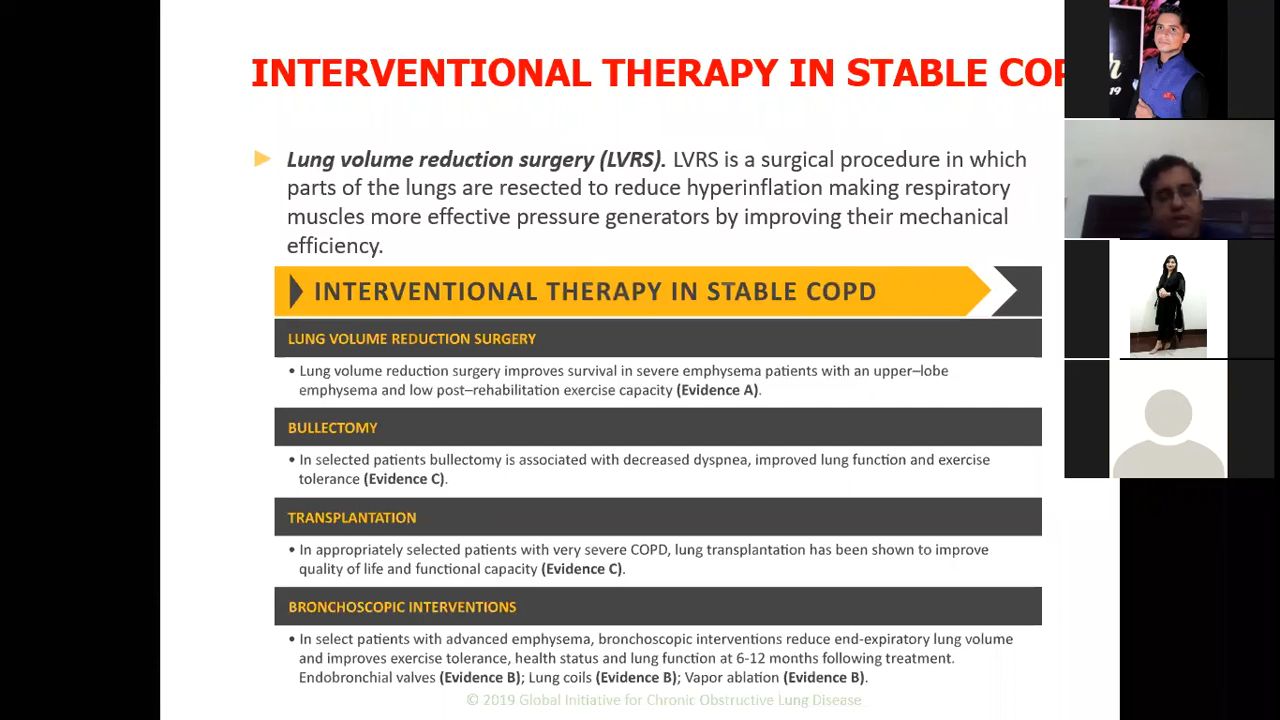 INTERVENTIONAL THERAPY IN STABLE COP
Lung volume reduction surgery (LVRS). LVRS is a surgical procedure in which
parts of the lungs are resected to reduce hyperinflation making respiratory
muscles more effective pressure generators by improving their mechanical
efficiency.
INTERVENTIONAL THERAPY IN STABLE COPD
LUNG VOLUME REDUCTION SURGERY
• Lung volume reduction surgery improves survival in severe emphysema patients with an upper–lobe
emphysema and low post–rehabilitation exercise capacity (Evidence A).
BULLECTOMY
• In selected patients bullectomy is associated with decreased dyspnea, improved lung function and exercise
tolerance (Evidence C).
TRANSPLANTATION
• In appropriately selected patients with very severe COPD, lung transplantation has been shown to improve
quality of life and functional capacity (Evidence C).
BRONCHOSCOPIC INTERVENTIONS
• In select patients with advanced emphysema, bronchoscopic interventions reduce end-expiratory lung volume
and improves exercise tolerance, health status and lung function at 6-12 months following treatment.
Endobronchial valves (Evidence B); Lung coils (Evidence B); Vapor ablation (Evidence B).
© 2019 Global Initiative for Chronic Obstructive Lung Disease